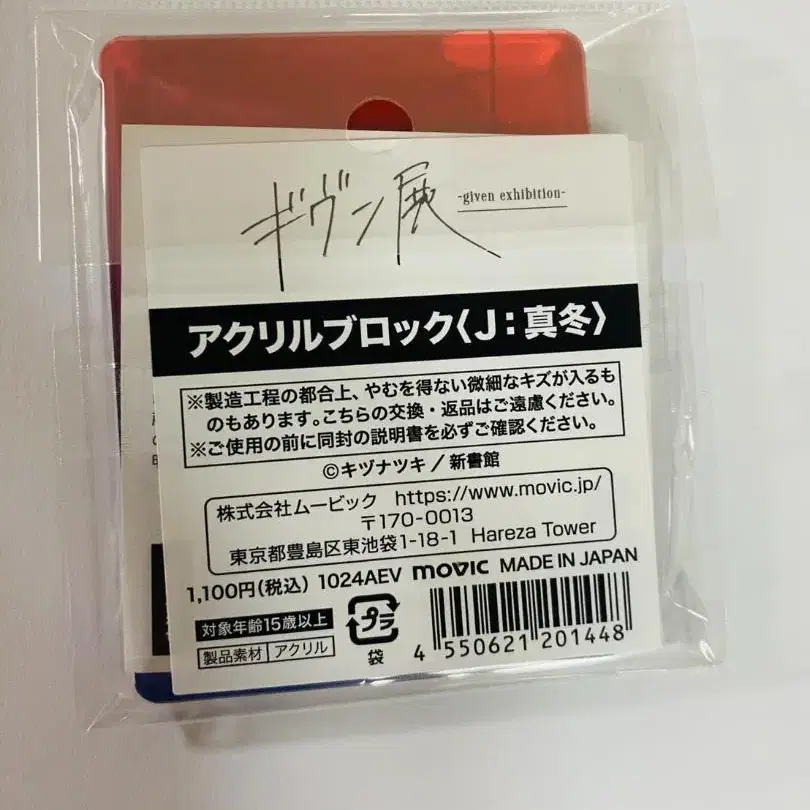 ギヴン展 -given exhibition-
アクリルブロック〈J:真冬〉
※製造工程の都合上、やむを得ない微細なキズが入るも
のもあります。こちらの交換・返品はご遠慮ください。
※ご使用の前に同封の説明書を必ずご確認ください。
©キヅナツキ/新書館
株式会社ムービック https://www.movic.jp/
〒170-0013
東京都豊島区東池袋1-18-1 Hareza Tower
1,100円(税込) 1024AEV movic MADE IN JAPAN
対象年齢15歳以上
製品素材 アクリル
プラ
袋
4 550621 201448